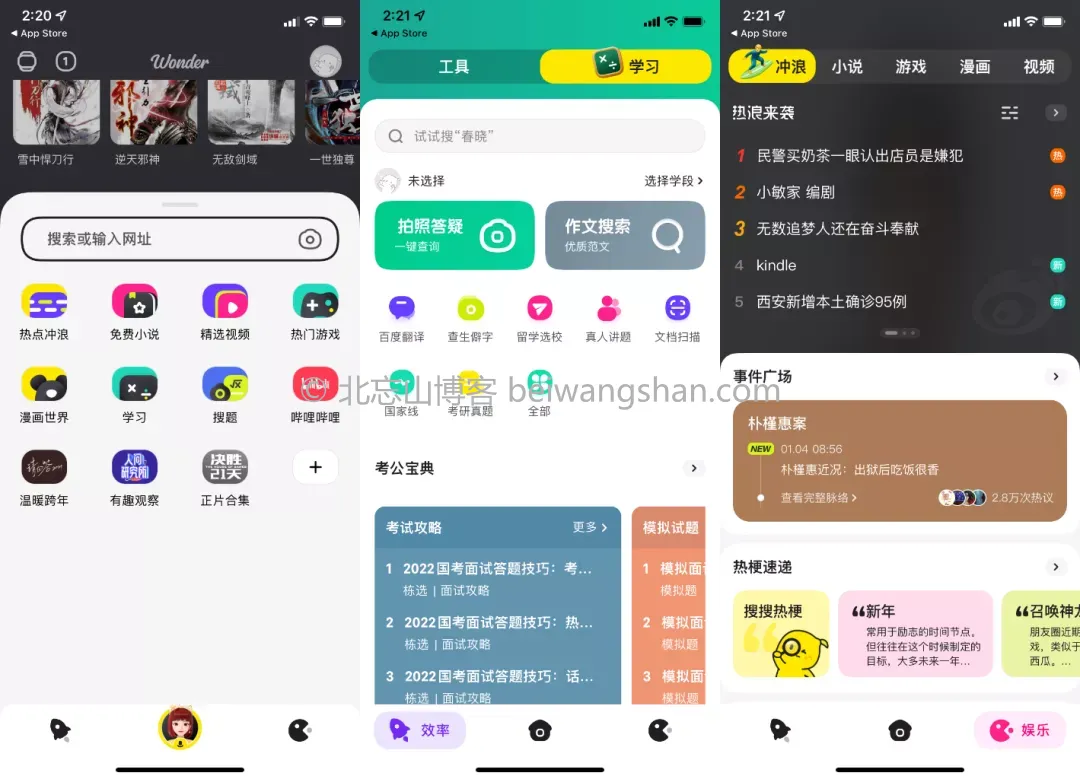 2:20
App Store
1
Wonder
雪中悍刀行
逆天邪神
无敌剑域
一世独尊
搜索或输入网址
热点冲浪
免费小说
精选视频
热门游戏
漫画世界
学习
搜题
哔哩哔哩
人间研究所
决胜21天
温暖跨年
有趣观察
正片合集
2:21
App Store
工具
学习
试试搜“春晓”
未选择
选择学段
拍照答疑
一键查询
作文搜索
优质范文
百度翻译
查生僻字
留学选校
真人讲题
文档扫描
国家线
考研真题
全部
考公宝典
考试攻略
更多
1 2022国考面试答题技巧：考...
栋选 | 面试攻略
2 2022国考面试答题技巧：热...
栋选 | 面试攻略
3 2022国考面试答题技巧：话...
栋选 | 面试攻略
模拟试题
1 模拟面
模拟题
2 模拟面
模拟题
3 模拟面
模拟题
效率
2:21
App Store
冲浪
小说
游戏
漫画
视频
热浪来袭
1 民警买奶茶一眼认出店员是嫌犯 热
2 小敏家 编剧 热
3 无数追梦人还在奋斗奉献
4 kindle 新
5 西安新增本土确诊95例 新
事件广场
朴槿惠案
NEW 01.04 08:56
朴槿惠近况：出狱后吃饭很香
查看完整脉络
2.8万次热议
热梗速递
搜搜热梗
新年
常用于励志的时间节点，
但往往在这个时候制定的
目标，大多未来一年...
召唤神
朋友圈近期
戏，类似于
西瓜。...
娱乐
© 北忘山博客 beiwangshan.com